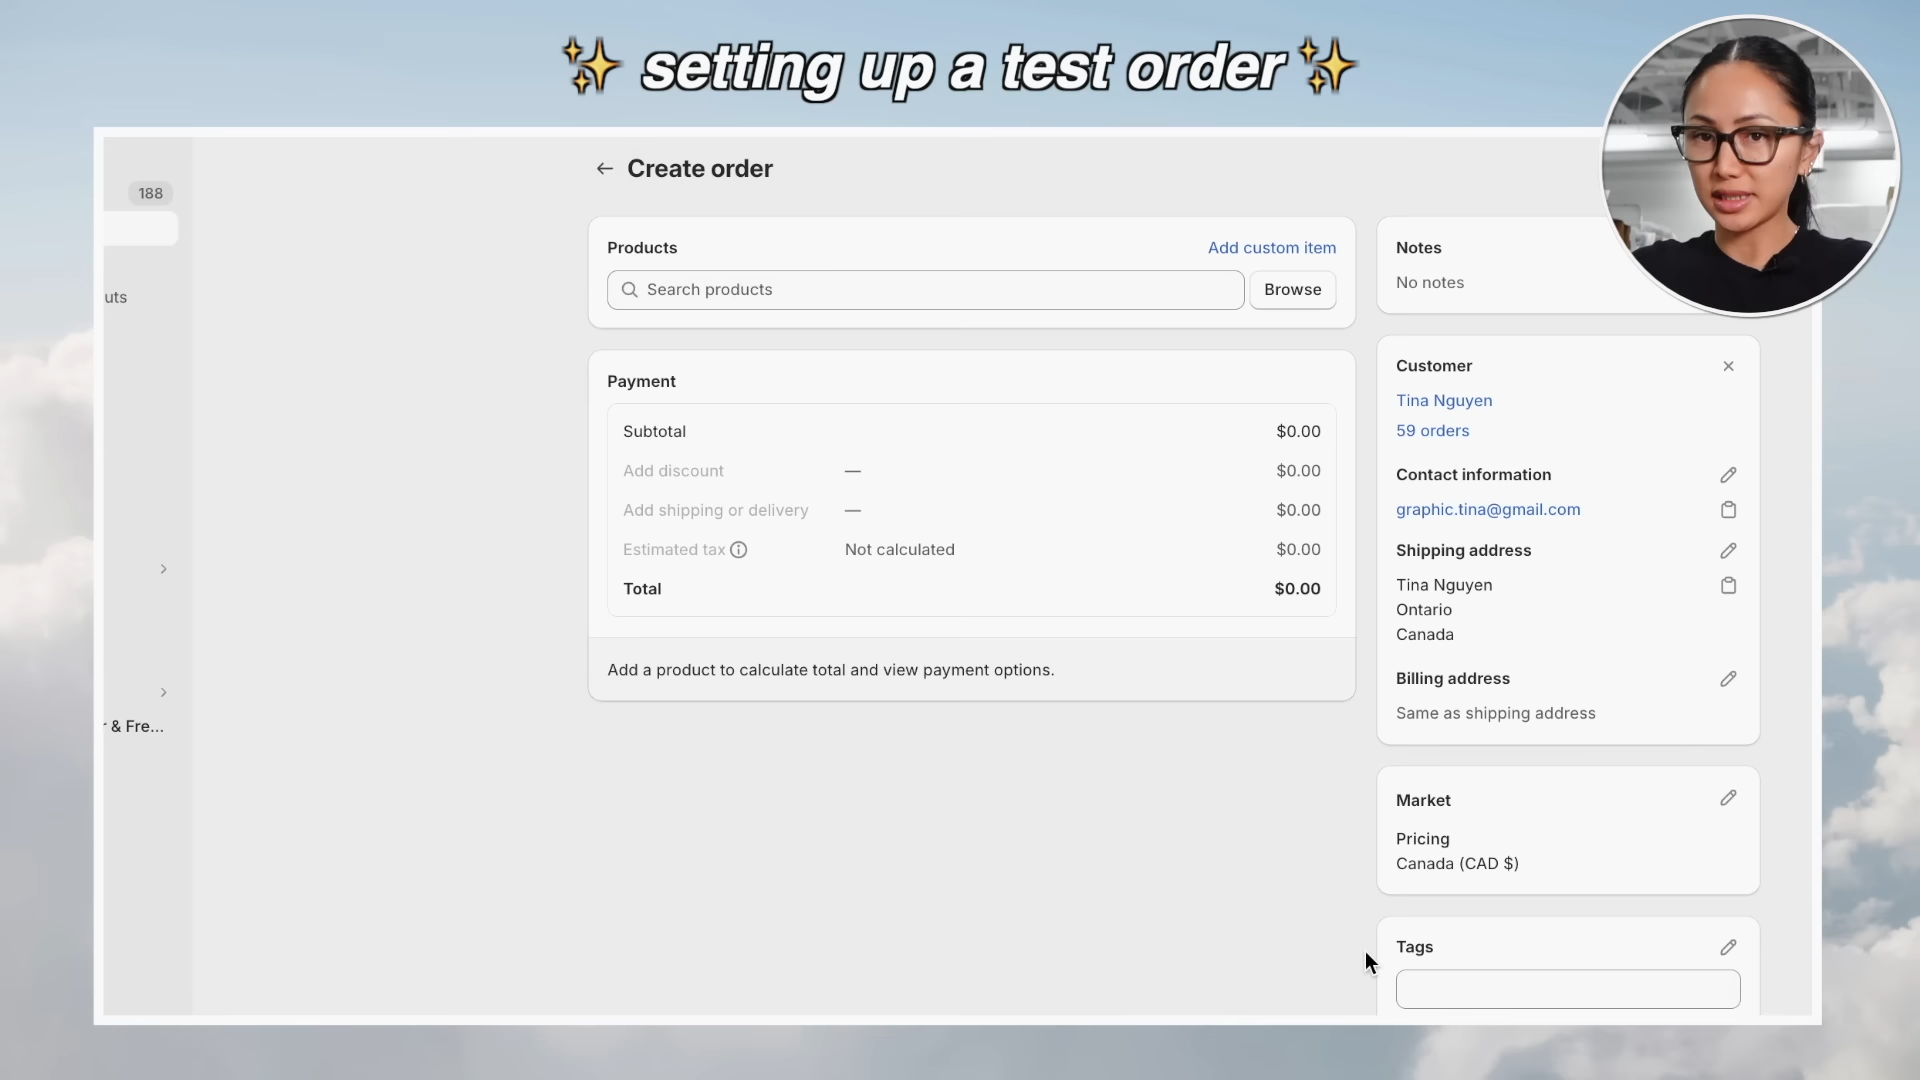 ✨ setting up a test order ✨
188
uts
r & Fre...
Create order
Products
Add custom item
Search products
Browse
Payment
Subtotal $0.00
Add discount — $0.00
Add shipping or delivery — $0.00
Estimated tax Not calculated $0.00
Total $0.00
Add a product to calculate total and view payment options.
Notes
No notes
Customer
Tina Nguyen
59 orders
Contact information
graphic.tina@gmail.com
Shipping address
Tina Nguyen
Ontario
Canada
Billing address
Same as shipping address
Market
Pricing
Canada (CAD $)
Tags